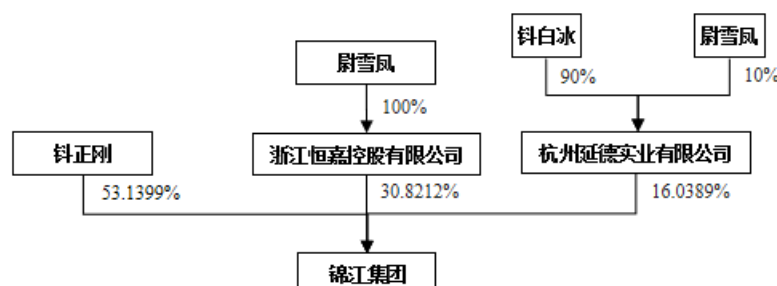 钭白冰
尉雪凤
尉雪凤
90%
10%
100%
钭正刚
浙江恒嘉控股有限公司
杭州延德实业有限公司
53.1399%
30.8212%
16.0389%
锦江集团